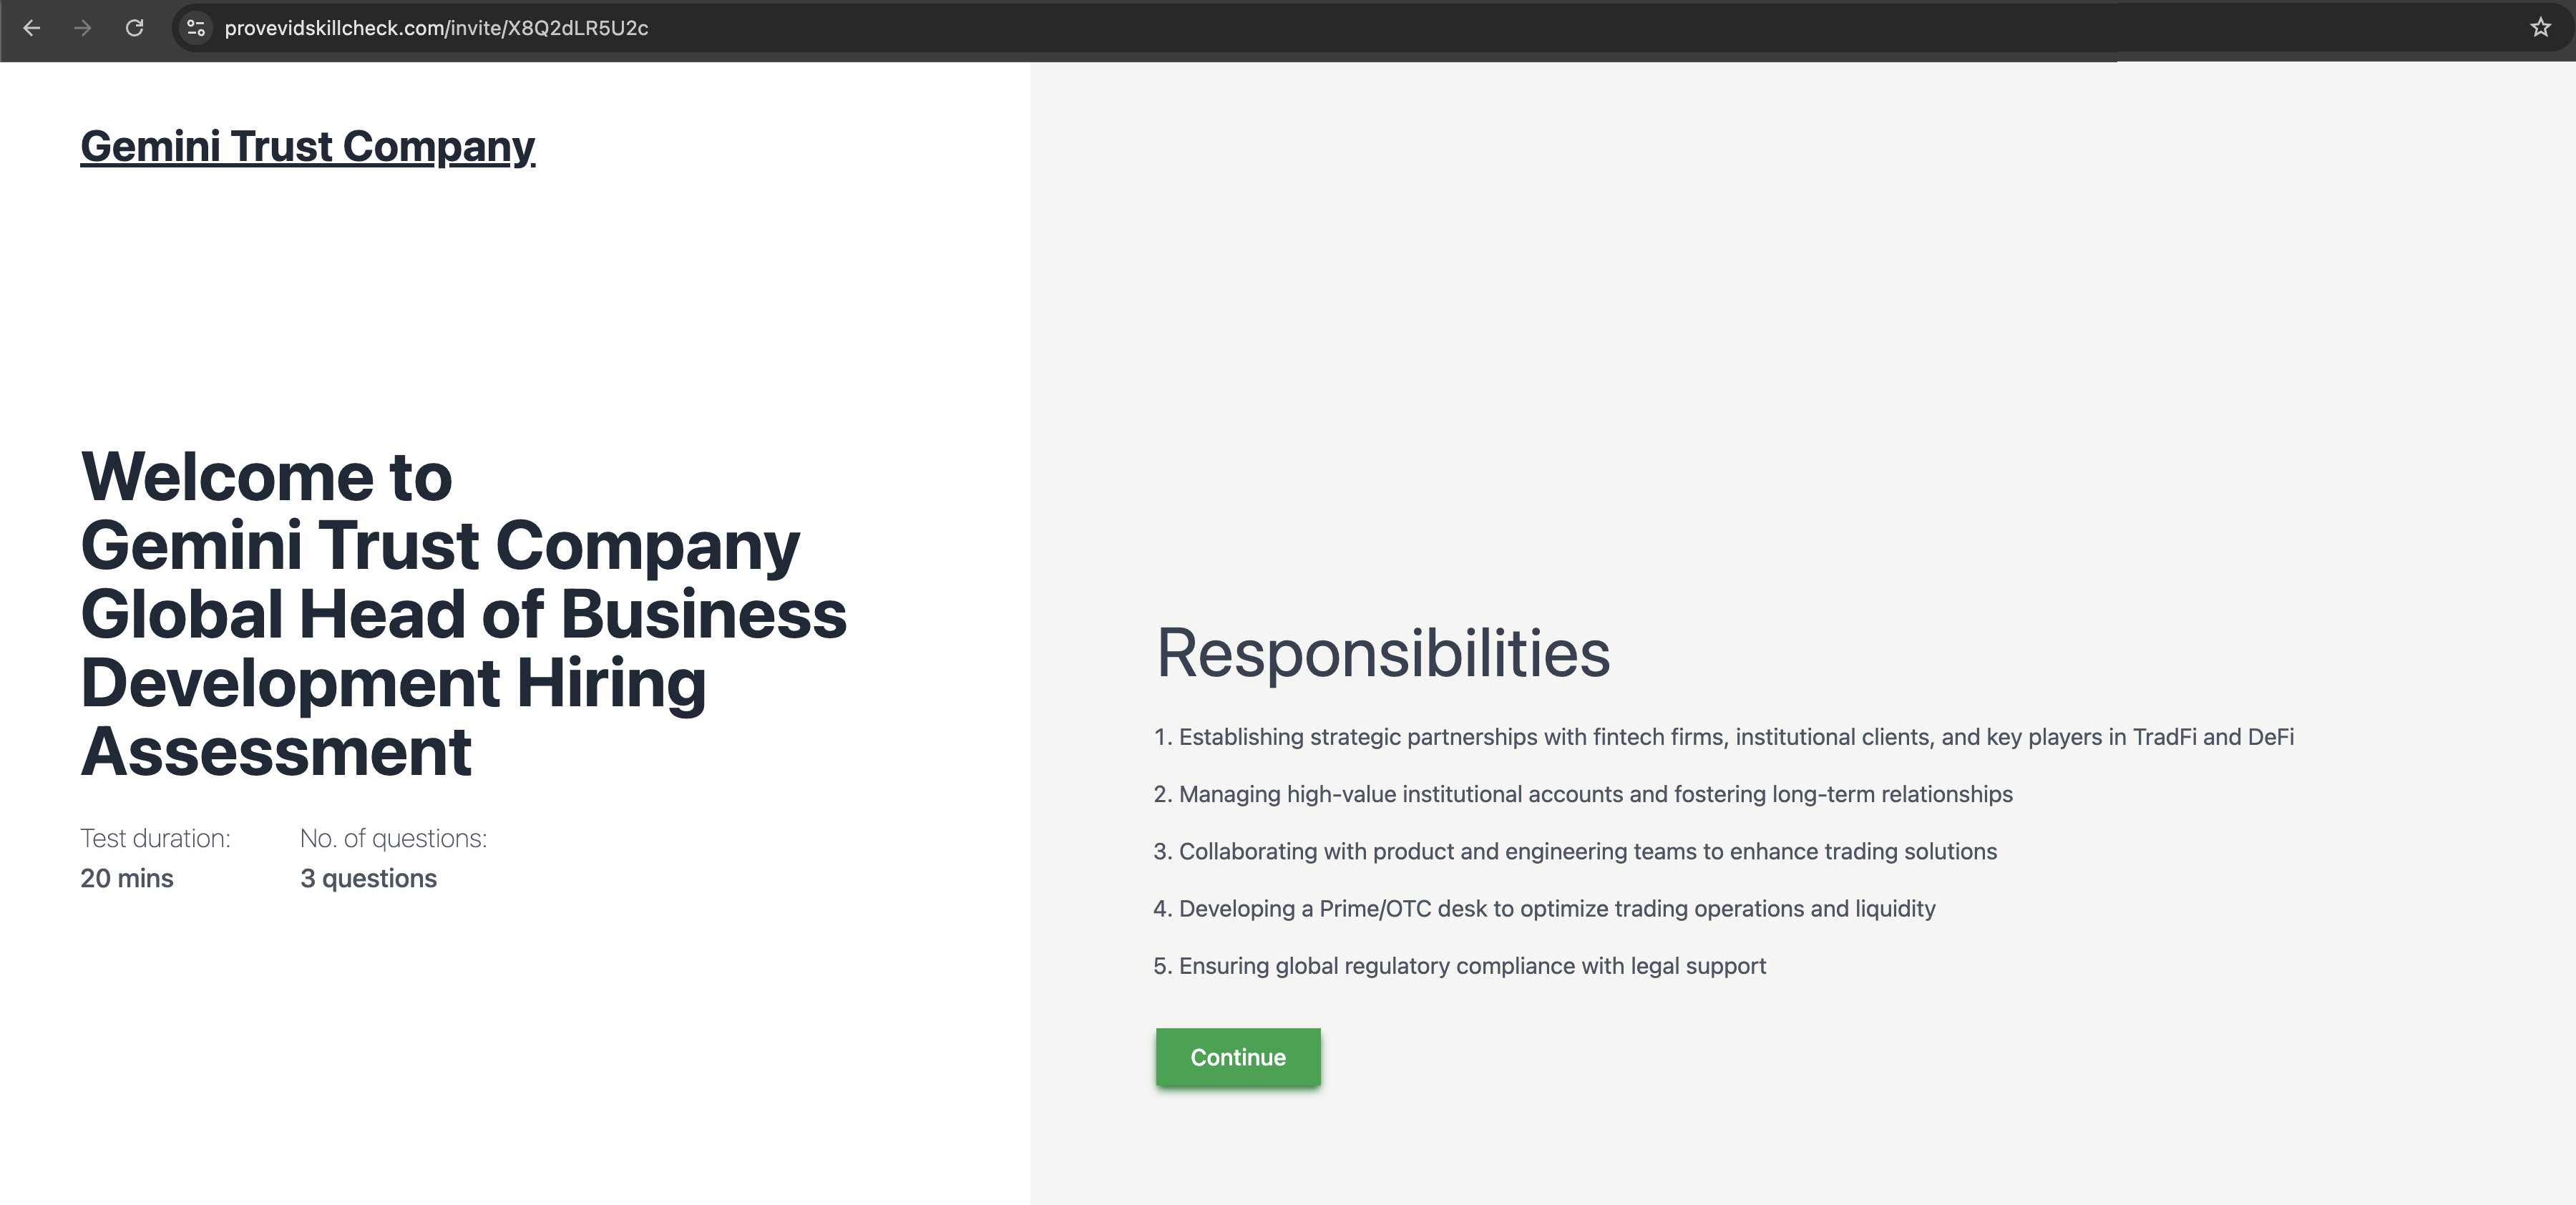 provevidskillcheck.com/invite/X8Q2dLR5U2c
Gemini Trust Company
Welcome to
Gemini Trust Company
Global Head of Business
Development Hiring
Assessment
Test duration:
20 mins
No. of questions:
3 questions
Responsibilities
1. Establishing strategic partnerships with fintech firms, institutional clients, and key players in TradFi and DeFi
2. Managing high-value institutional accounts and fostering long-term relationships
3. Collaborating with product and engineering teams to enhance trading solutions
4. Developing a Prime/OTC desk to optimize trading operations and liquidity
5. Ensuring global regulatory compliance with legal support
Continue